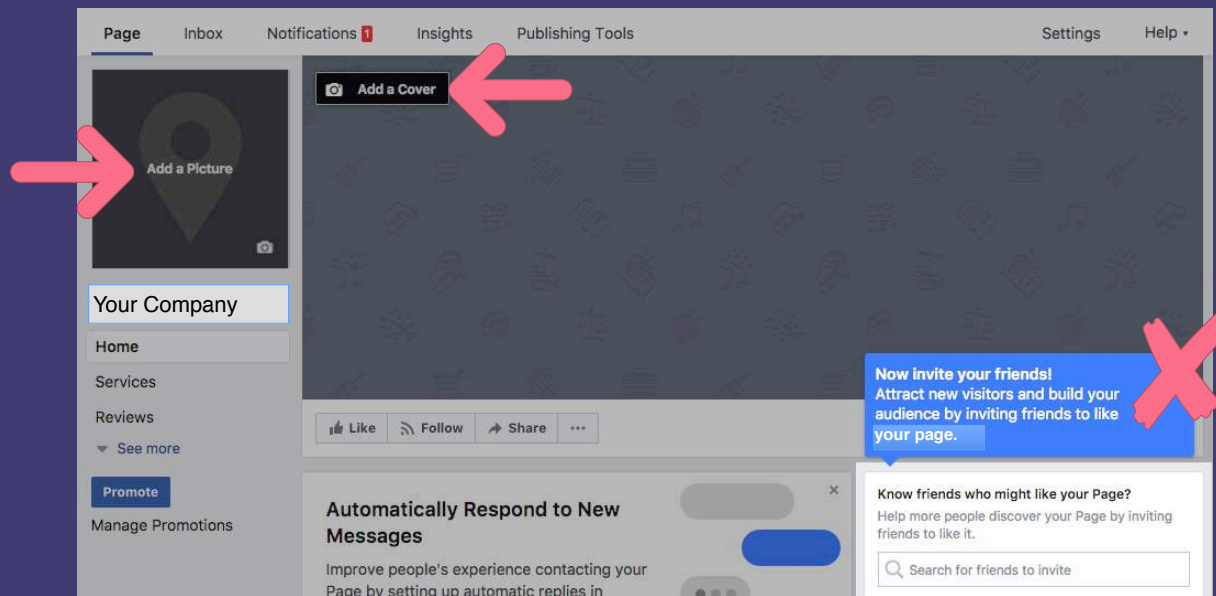 Page Inbox Notifications 1 Insights Publishing Tools Settings Help
Add a Cover
Add a Picture
Your Company
Home
Services
Reviews
See more
Promote
Manage Promotions
Like Follow Share ...
Now invite your friends!
Attract new visitors and build your
audience by inviting friends to like
your page.
Automatically Respond to New
Messages
Improve people's experience contacting your
Page by setting up automatic replies in
Know friends who might like your Page?
Help more people discover your Page by inviting
friends to like it.
Search for friends to invite